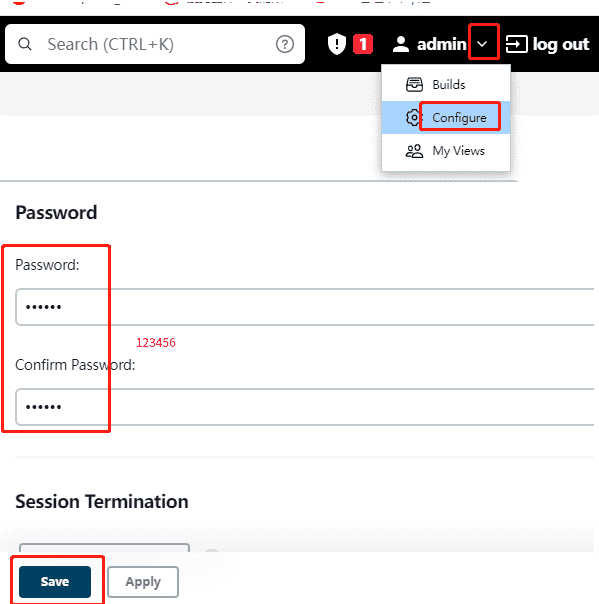 Search (CTRL+K)
1
admin
log out
Builds
Configure
My Views
Password
Password:
••••••
123456
Confirm Password:
••••••
Session Termination
Save
Apply